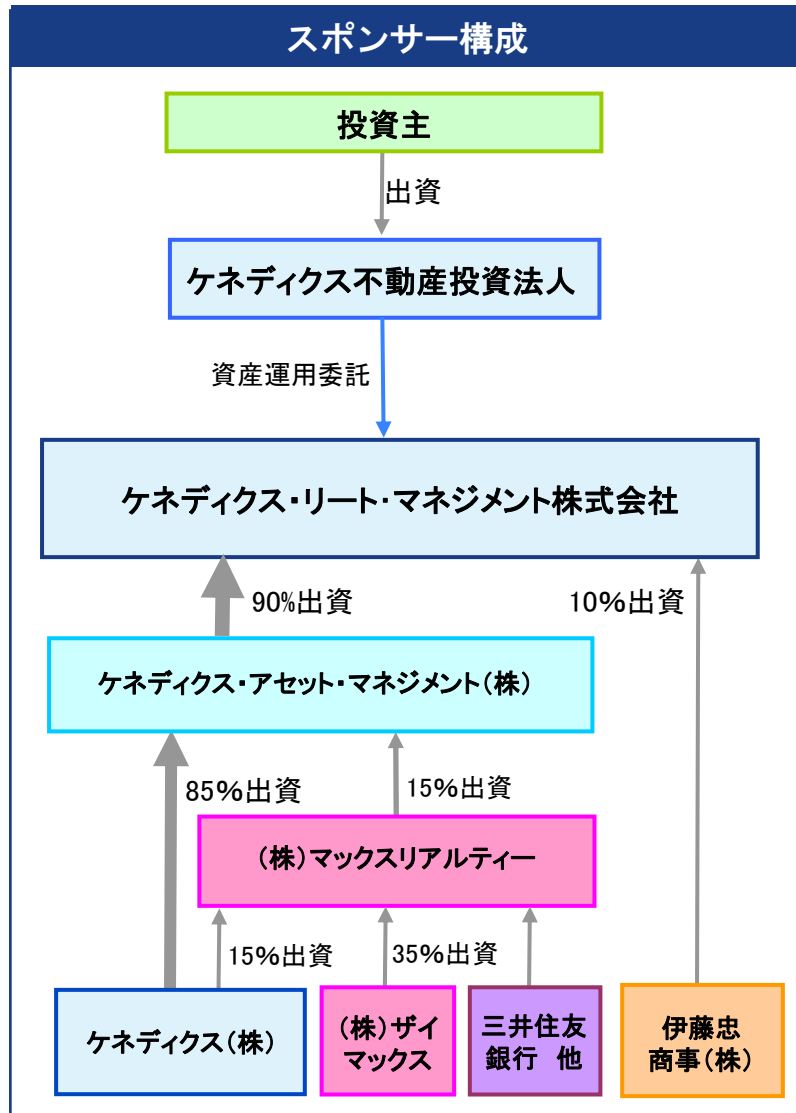 スポンサー構成
投資主
出資
ケネディクス不動産投資法人
資産運用委託
ケネディクス・リート・マネジメント株式会社
90%出資
10%出資
ケネディクス・アセット・マネジメント(株)
85%出資
15%出資
(株)マックスリアルティー
15%出資
35%出資
ケネディクス(株)
(株)ザイ
マックス
三井住友
銀行 他
伊藤忠
商事(株)